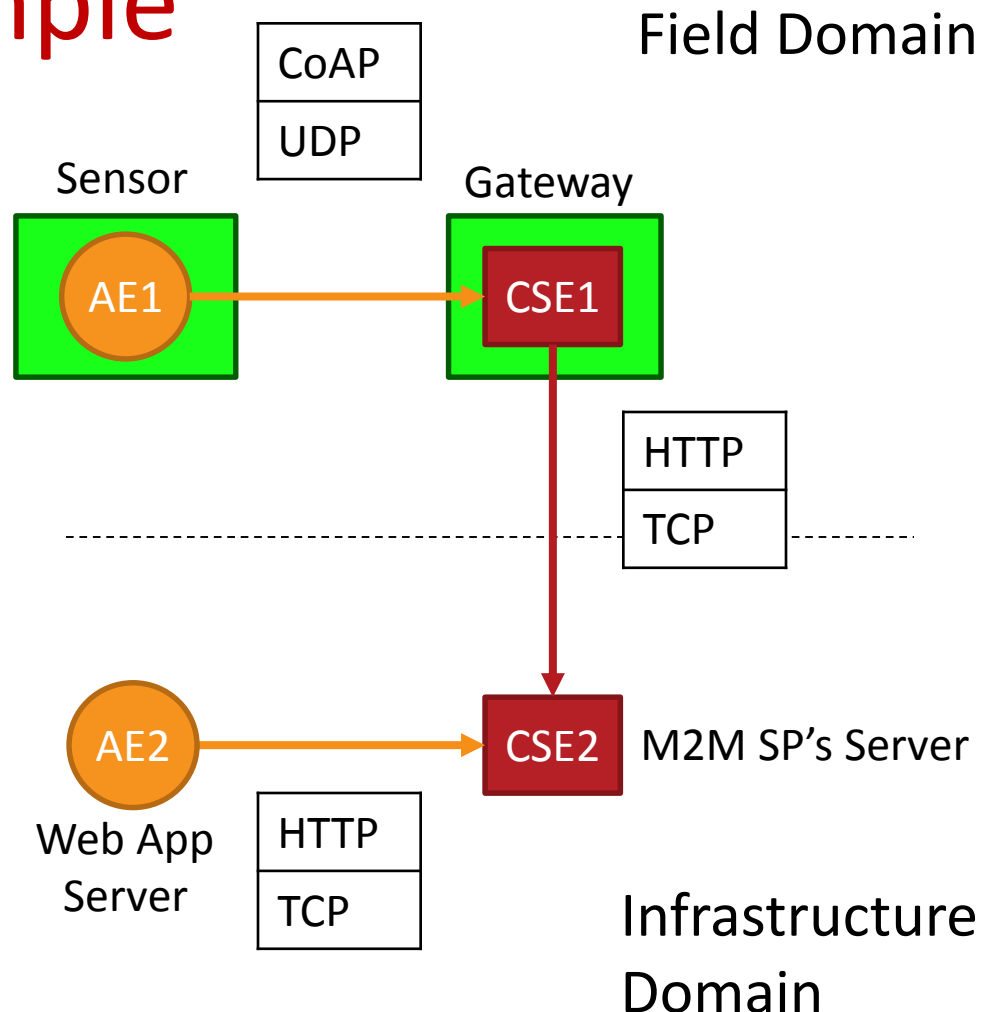 Field Domain
CoAP
UDP
Sensor
Gateway
AE1
CSE1
HTTP
TCP
AE2
CSE2
M2M SP’s Server
Web App
Server
HTTP
TCP
Infrastructure
Domain